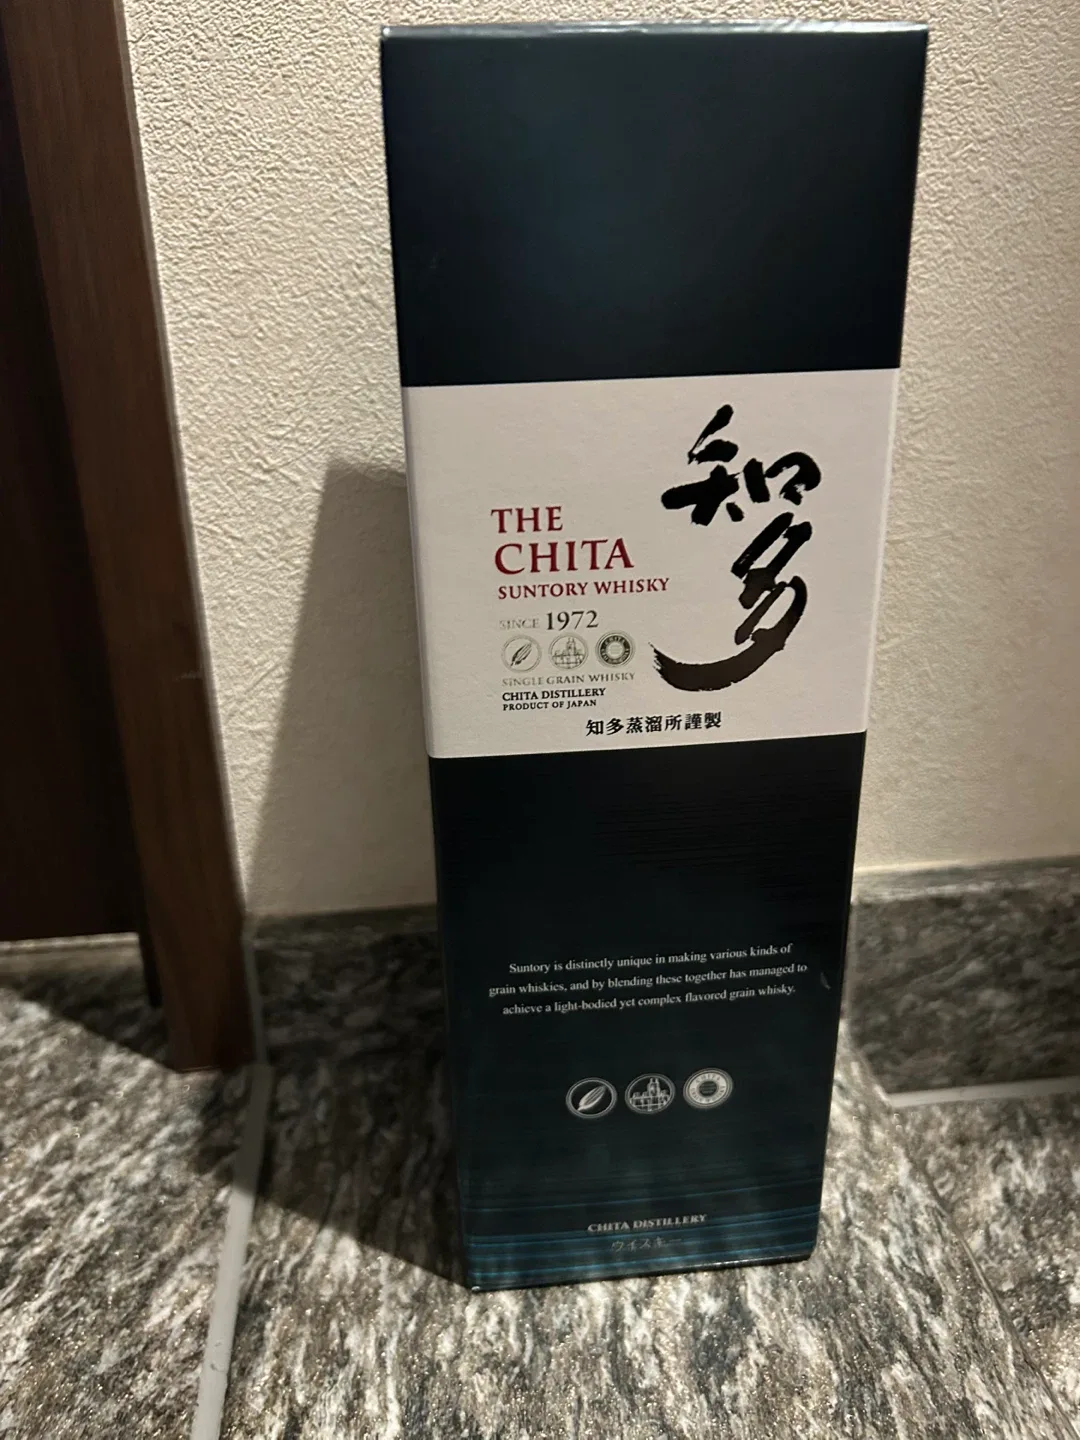 知多
THE
CHITA
SUNTORY WHISKY
SINCE 1972
SINGLE GRAIN WHISKY
CHITA DISTILLERY
PRODUCT OF JAPAN
知多蒸溜所謹製
Suntory is distinctly unique in making various kinds of
grain whiskies, and by blending these together has managed to
achieve a light-bodied yet complex flavored grain whisky.
CHITA DISTILLERY
ウイスキー